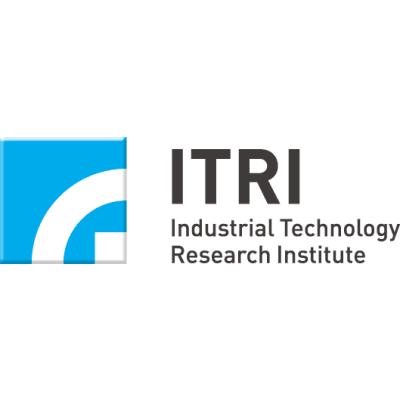 ITRI
Industrial Technology
Research Institute